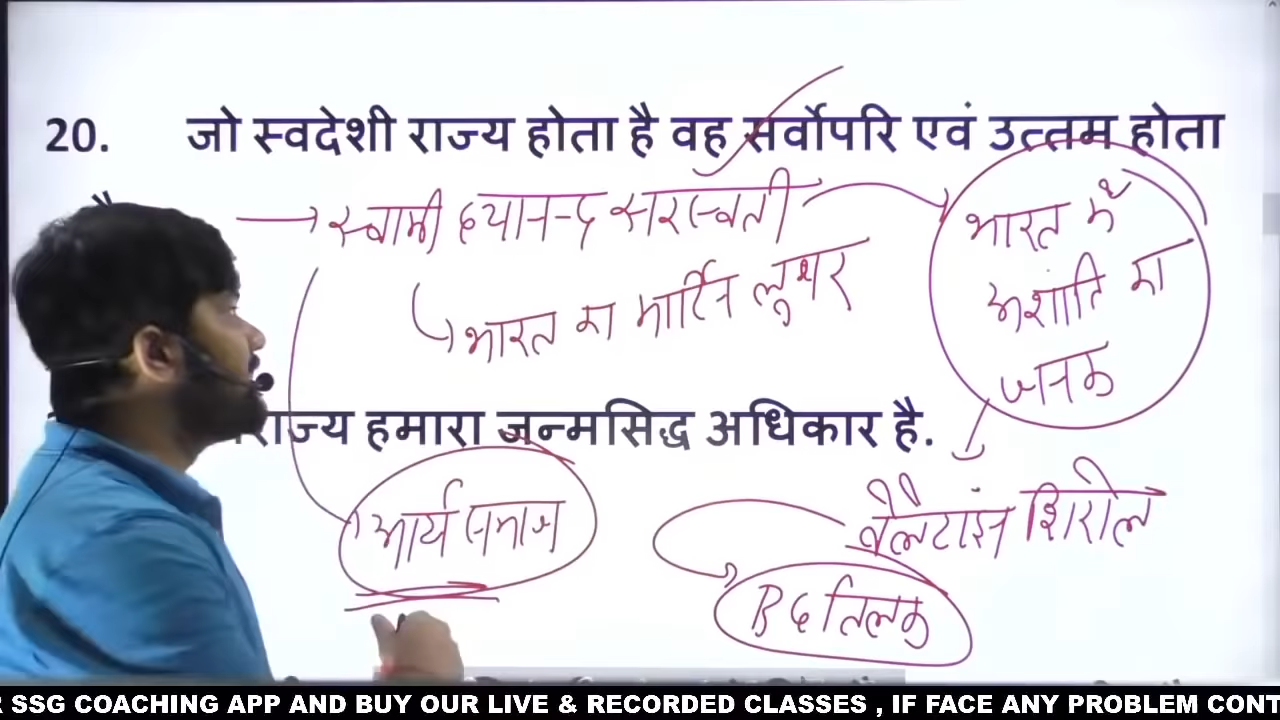 20. जो स्वदेशी राज्य होता है वह सर्वोपरि एवं उत्तम होता
स्वामी दयानन्द सरस्वती
भारत का मार्टिन लूथर
भारत में
अशांति का
जनक
राज्य हमारा जन्मसिद्ध अधिकार है.
आर्य समाज
वेलेंटाइन शिरोल
B G तिलक
SSG COACHING APP AND BUY OUR LIVE & RECORDED CLASSES , IF FACE ANY PROBLEM